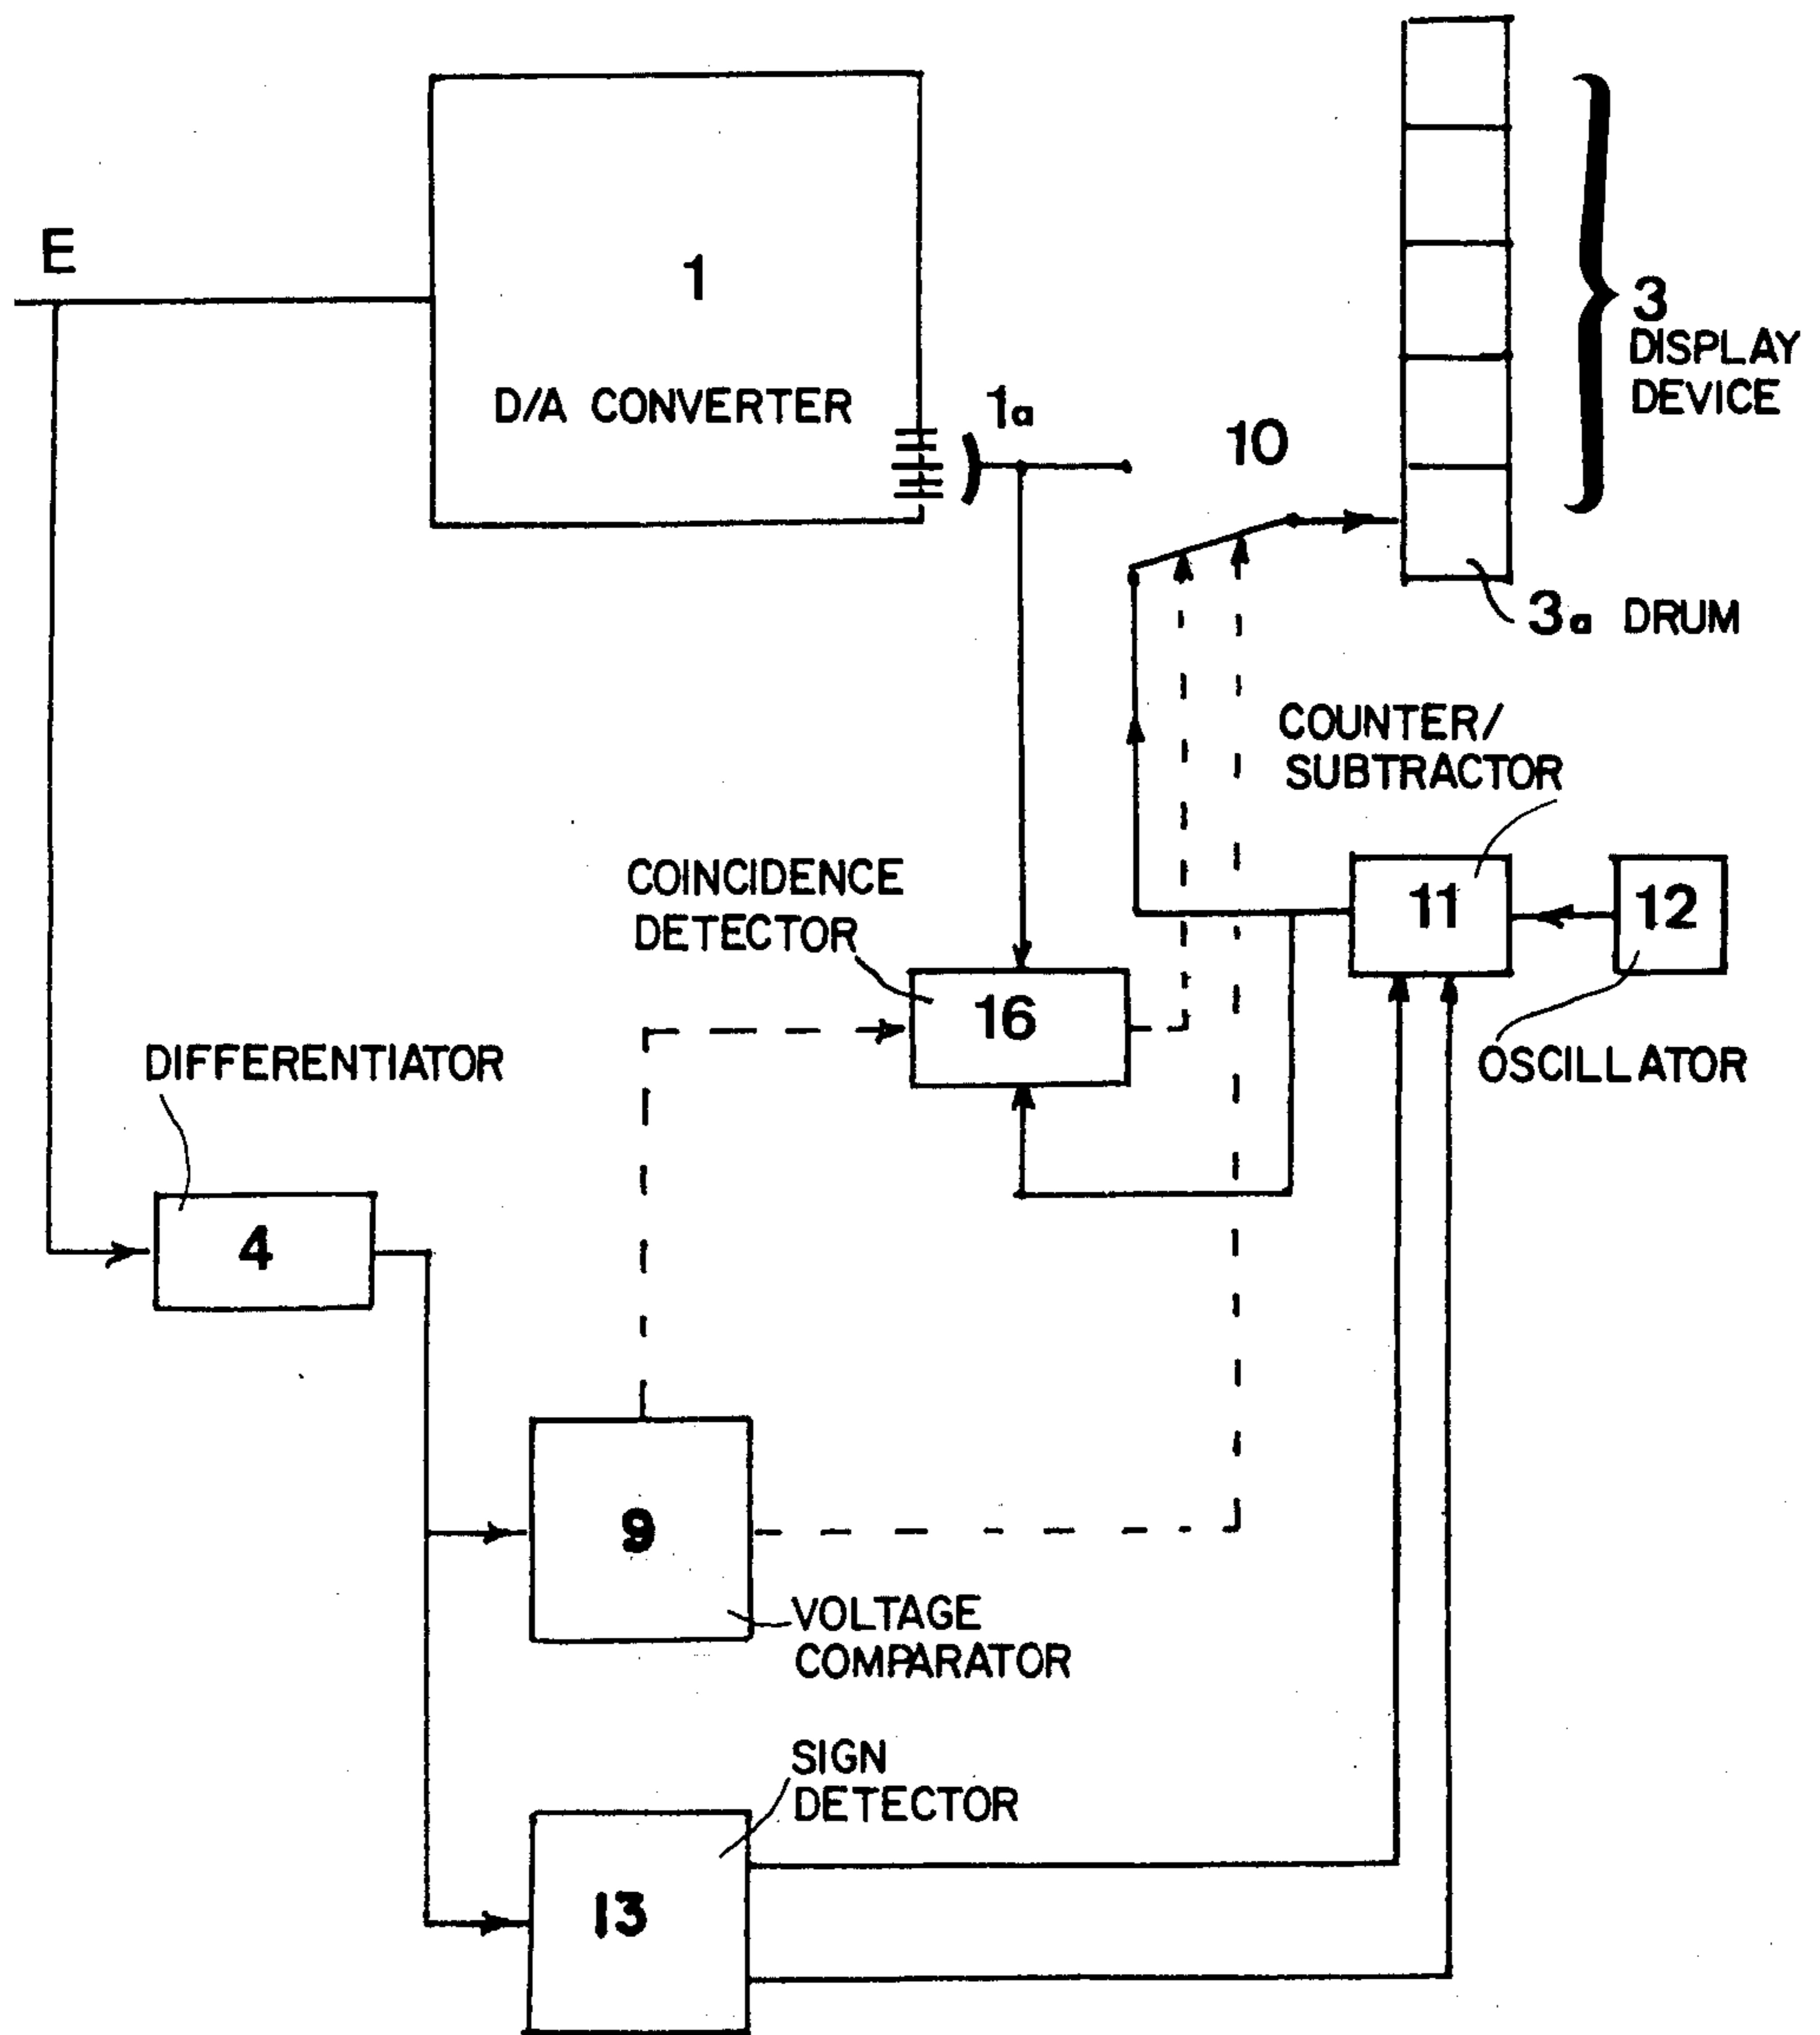 E
1
D/A CONVERTER
1a
10
3
DISPLAY
DEVICE
3a DRUM
COUNTER/
SUBTRACTOR
COINCIDENCE
DETECTOR
11
12
16
DIFFERENTIATOR
OSCILLATOR
4
9
VOLTAGE
COMPARATOR
SIGN
DETECTOR
13